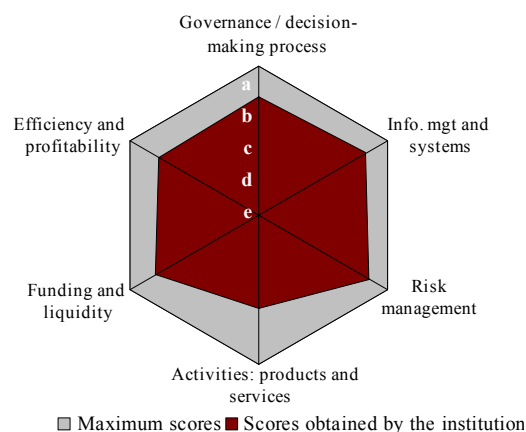 Governance / decision-
making process
a
Efficiency and
profitability
b
Info. mgt and
systems
c
d
e
Funding and
liquidity
Risk
management
Activities: products and
services
Maximum scores
Scores obtained by the institution